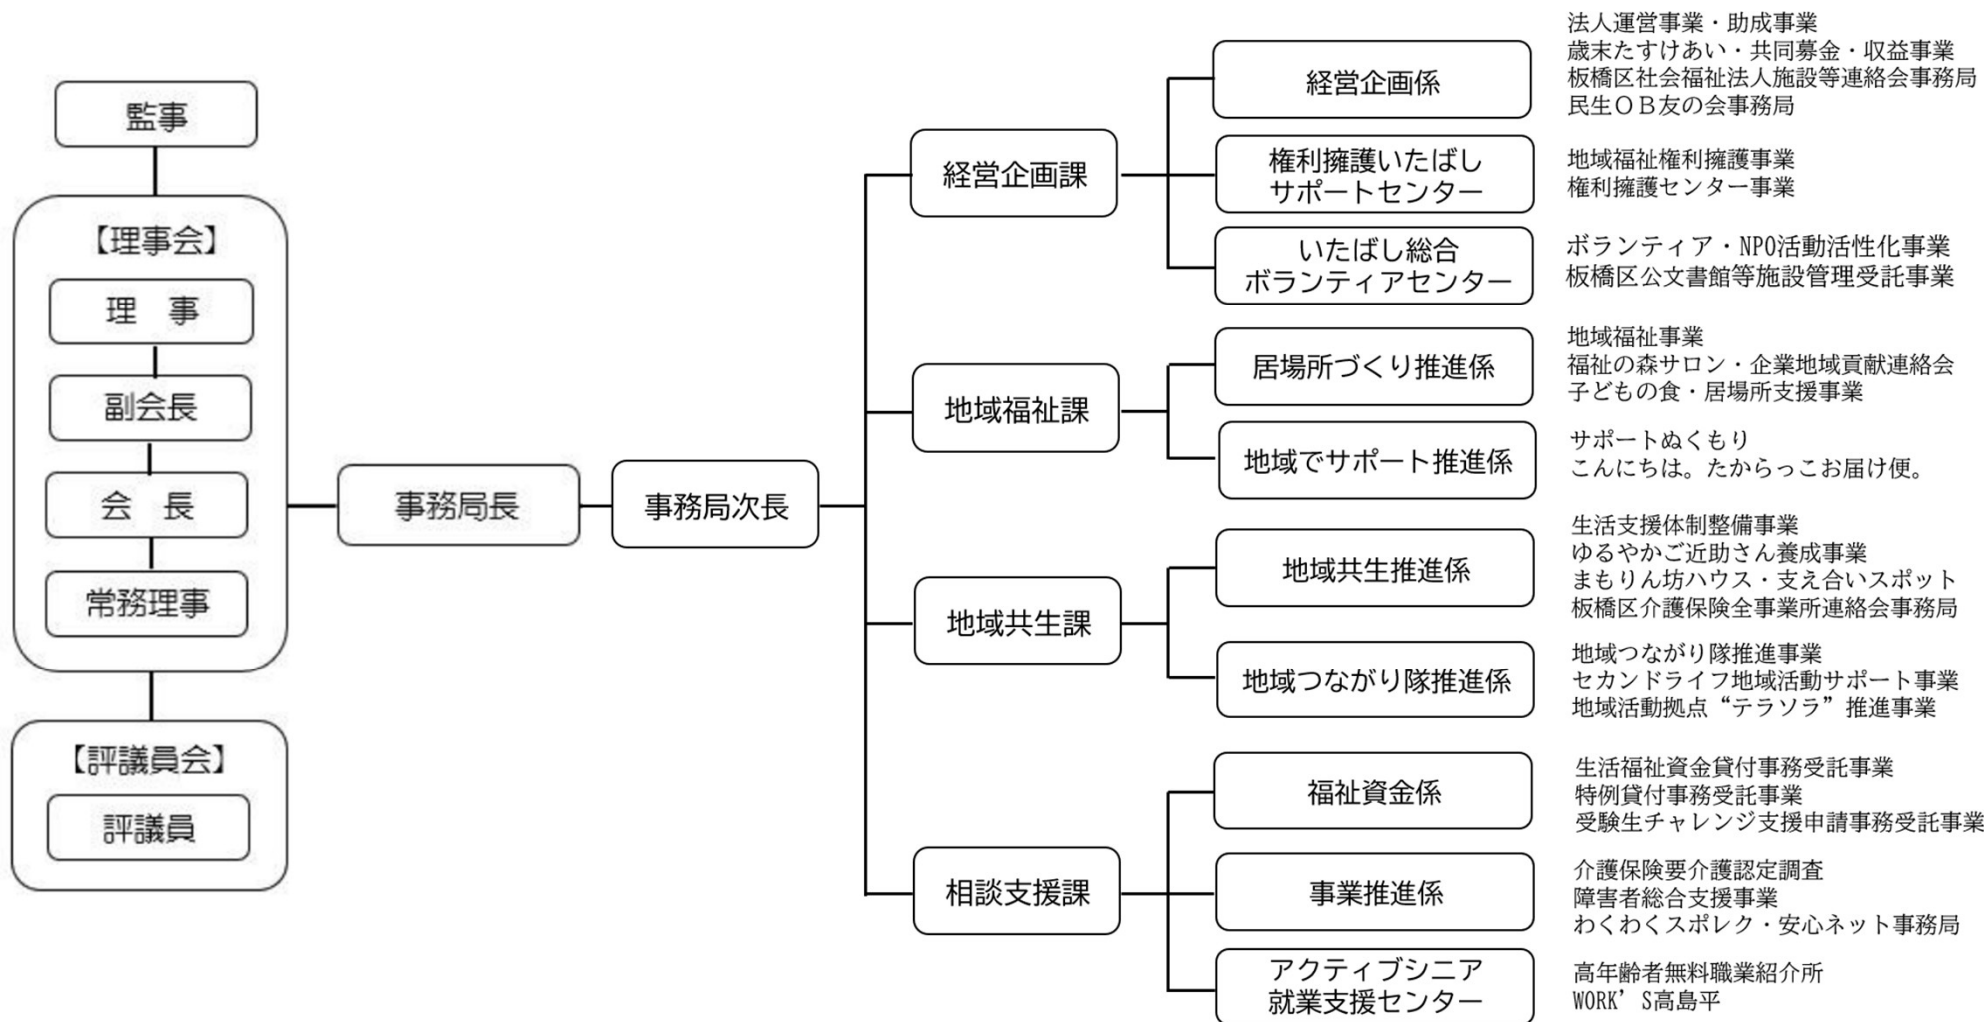 監事
【理事会】
理　事
副会長
会　長
常務理事
【評議員会】
評議員
事務局長
事務局次長
経営企画課
経営企画係
法人運営事業・助成事業
歳末たすけあい・共同募金・収益事業
板橋区社会福祉法人施設等連絡会事務局
民生ＯＢ友の会事務局
権利擁護いたばし
サポートセンター
地域福祉権利擁護事業
権利擁護センター事業
いたばし総合
ボランティアセンター
ボランティア・NPO活動活性化事業
板橋区公文書館等施設管理受託事業
地域福祉課
居場所づくり推進係
地域福祉事業
福祉の森サロン・企業地域貢献連絡会
子どもの食・居場所支援事業
地域でサポート推進係
サポートぬくもり
こんにちは。たからっこお届け便。
地域共生課
地域共生推進係
生活支援体制整備事業
ゆるやかご近助さん養成事業
まもりん坊ハウス・支え合いスポット
板橋区介護保険全事業所連絡会事務局
地域つながり隊推進係
地域つながり隊推進事業
セカンドライフ地域活動サポート事業
地域活動拠点“テラソラ”推進事業
相談支援課
福祉資金係
生活福祉資金貸付事務受託事業
特例貸付事務受託事業
受験生チャレンジ支援申請事務受託事業
事業推進係
介護保険要介護認定調査
障害者総合支援事業
わくわくスポレク・安心ネット事務局
アクティブシニア
就業支援センター
高年齢者無料職業紹介所
WORK’S高島平